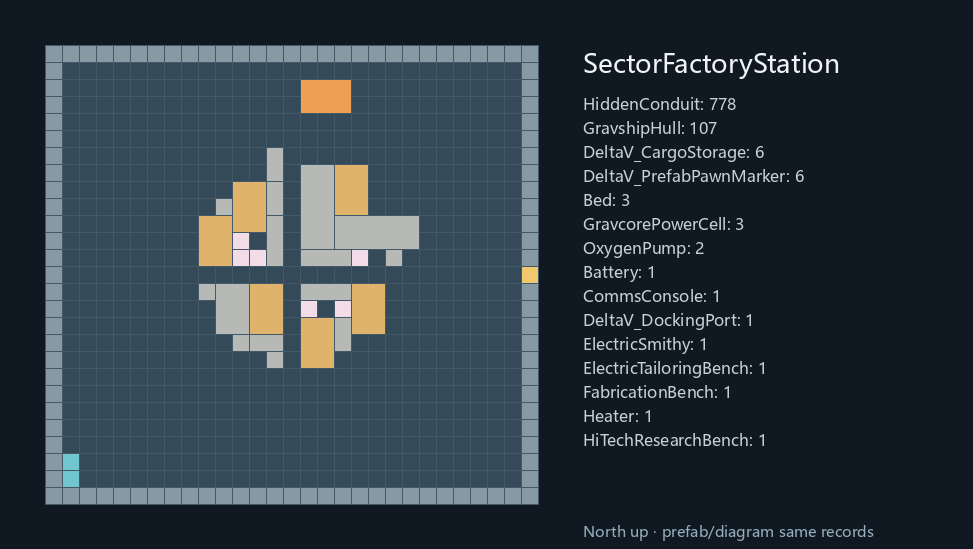 SectorFactoryStation
HiddenConduit: 778
GravshipHull: 107
DeltaV_CargoStorage: 6
DeltaV_PrefabPawnMarker: 6
Bed: 3
GravcorePowerCell: 3
OxygenPump: 2
Battery: 1
CommsConsole: 1
DeltaV_DockingPort: 1
ElectricSmithy: 1
ElectricTailoringBench: 1
FabricationBench: 1
Heater: 1
HiTechResearchBench: 1
North up · prefab/diagram same records